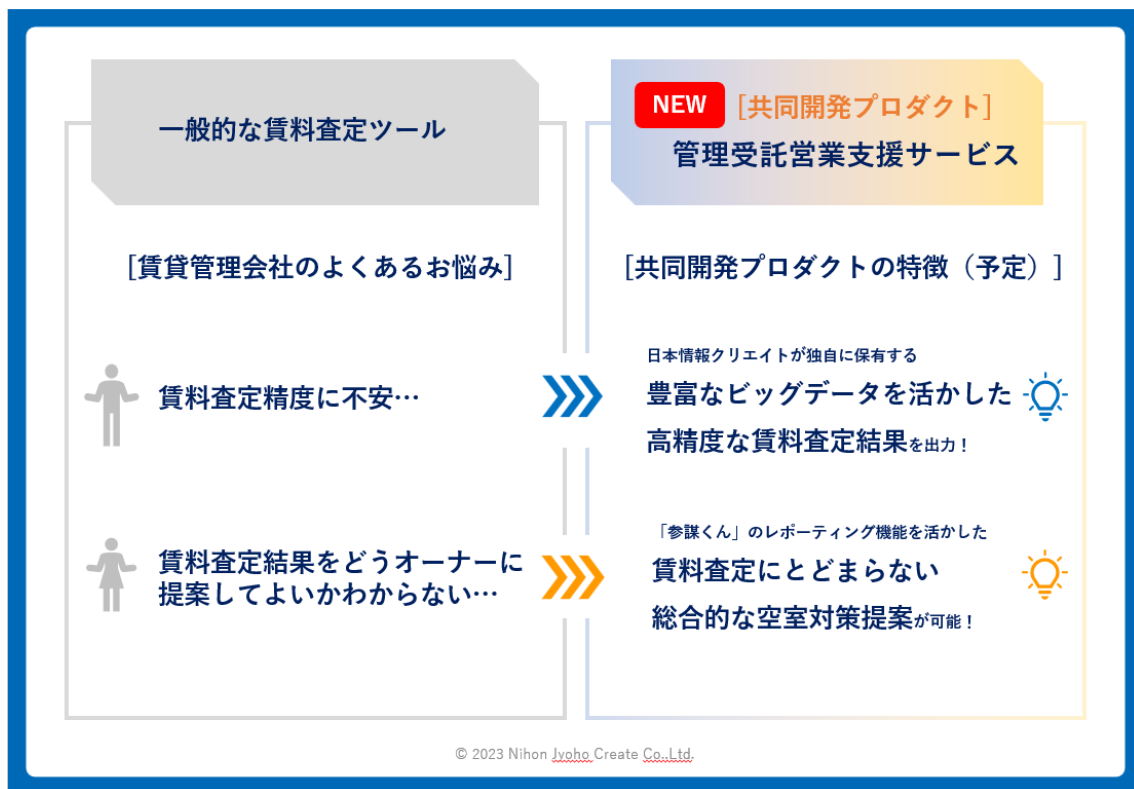 一般的な賃料査定ツール
[賃貸管理会社のよくあるお悩み]
賃料査定精度に不安…
賃料査定結果をどうオーナーに
提案してよいかわからない…
NEW [共同開発プロダクト]
管理受託営業支援サービス
[共同開発プロダクトの特徴（予定）]
日本情報クリエイトが独自に保有する
豊富なビッグデータを活かした
高精度な賃料査定結果を出力！
「参謀くん」のレポーティング機能を活かした
賃料査定にとどまらない
総合的な空室対策提案が可能！
© 2023 Nihon Jyoho Create Co.,Ltd.